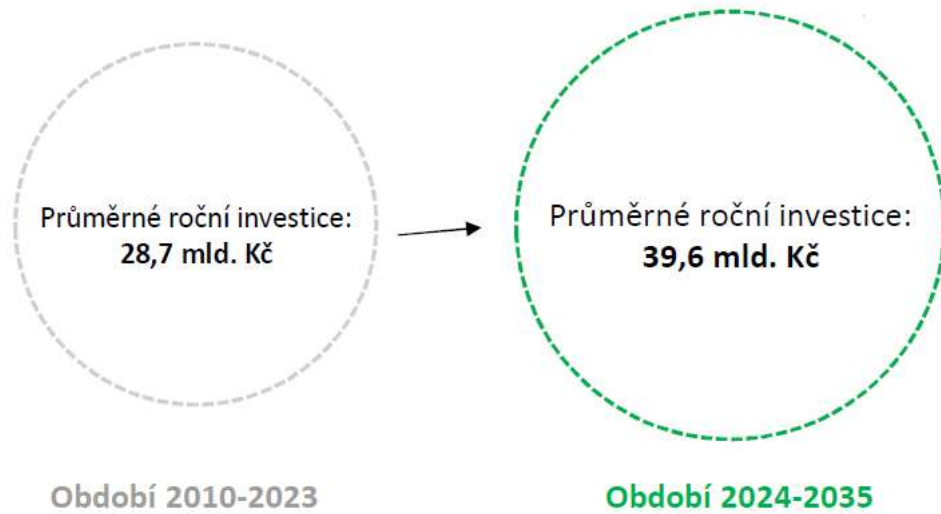 Průměrné roční investice:
28,7 mld. Kč
Období 2010-2023
Průměrné roční investice:
39,6 mld. Kč
Období 2024-2035